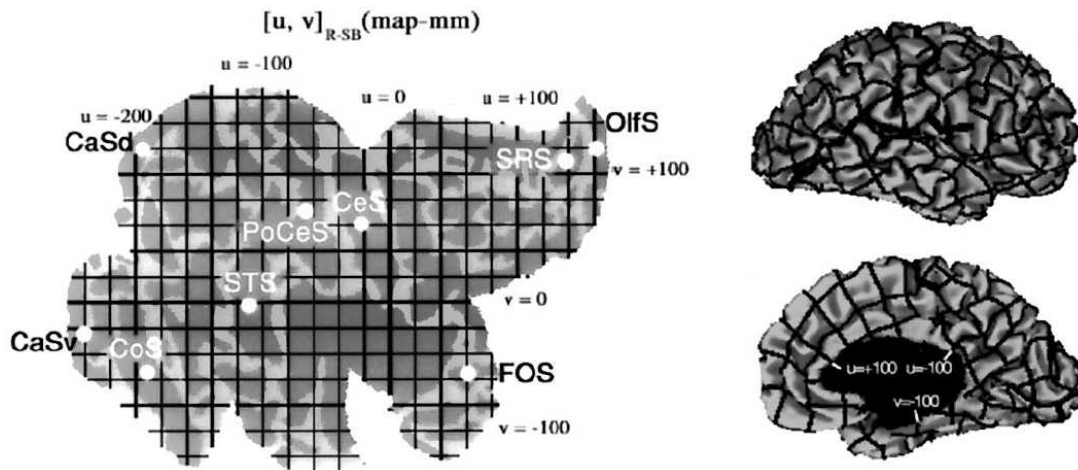 [u, v]R-SB(map-mm)
u = -100
u = 0
u = +100
u = -200
CaSd
OlfS
SRS
v = +100
CeS
PoCeS
STS
v = 0
CaSv
CoS
FOS
v = -100
u=+100 u=-100
v=-100